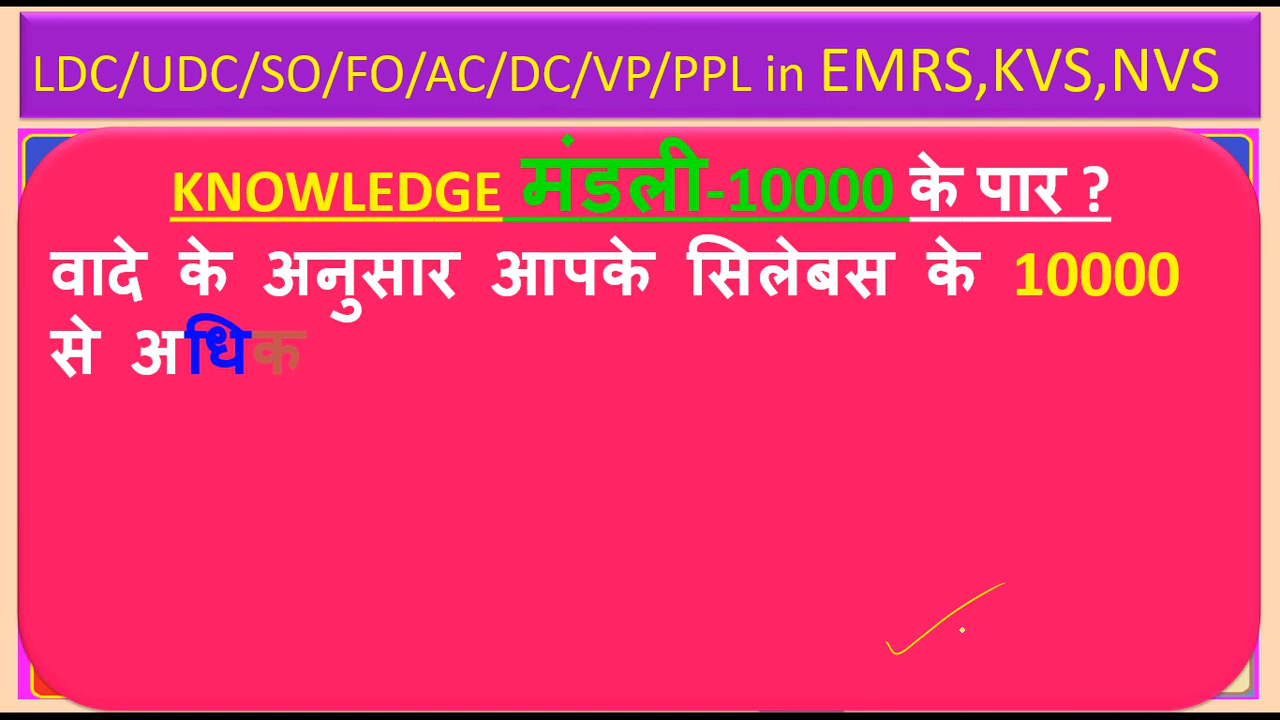 LDC/UDC/SO/FO/AC/DC/VP/PPL in EMRS,KVS,NVS
KNOWLEDGE मंडली-10000 के पार ?
वादे के अनुसार आपके सिलेबस के 10000
से अधिक